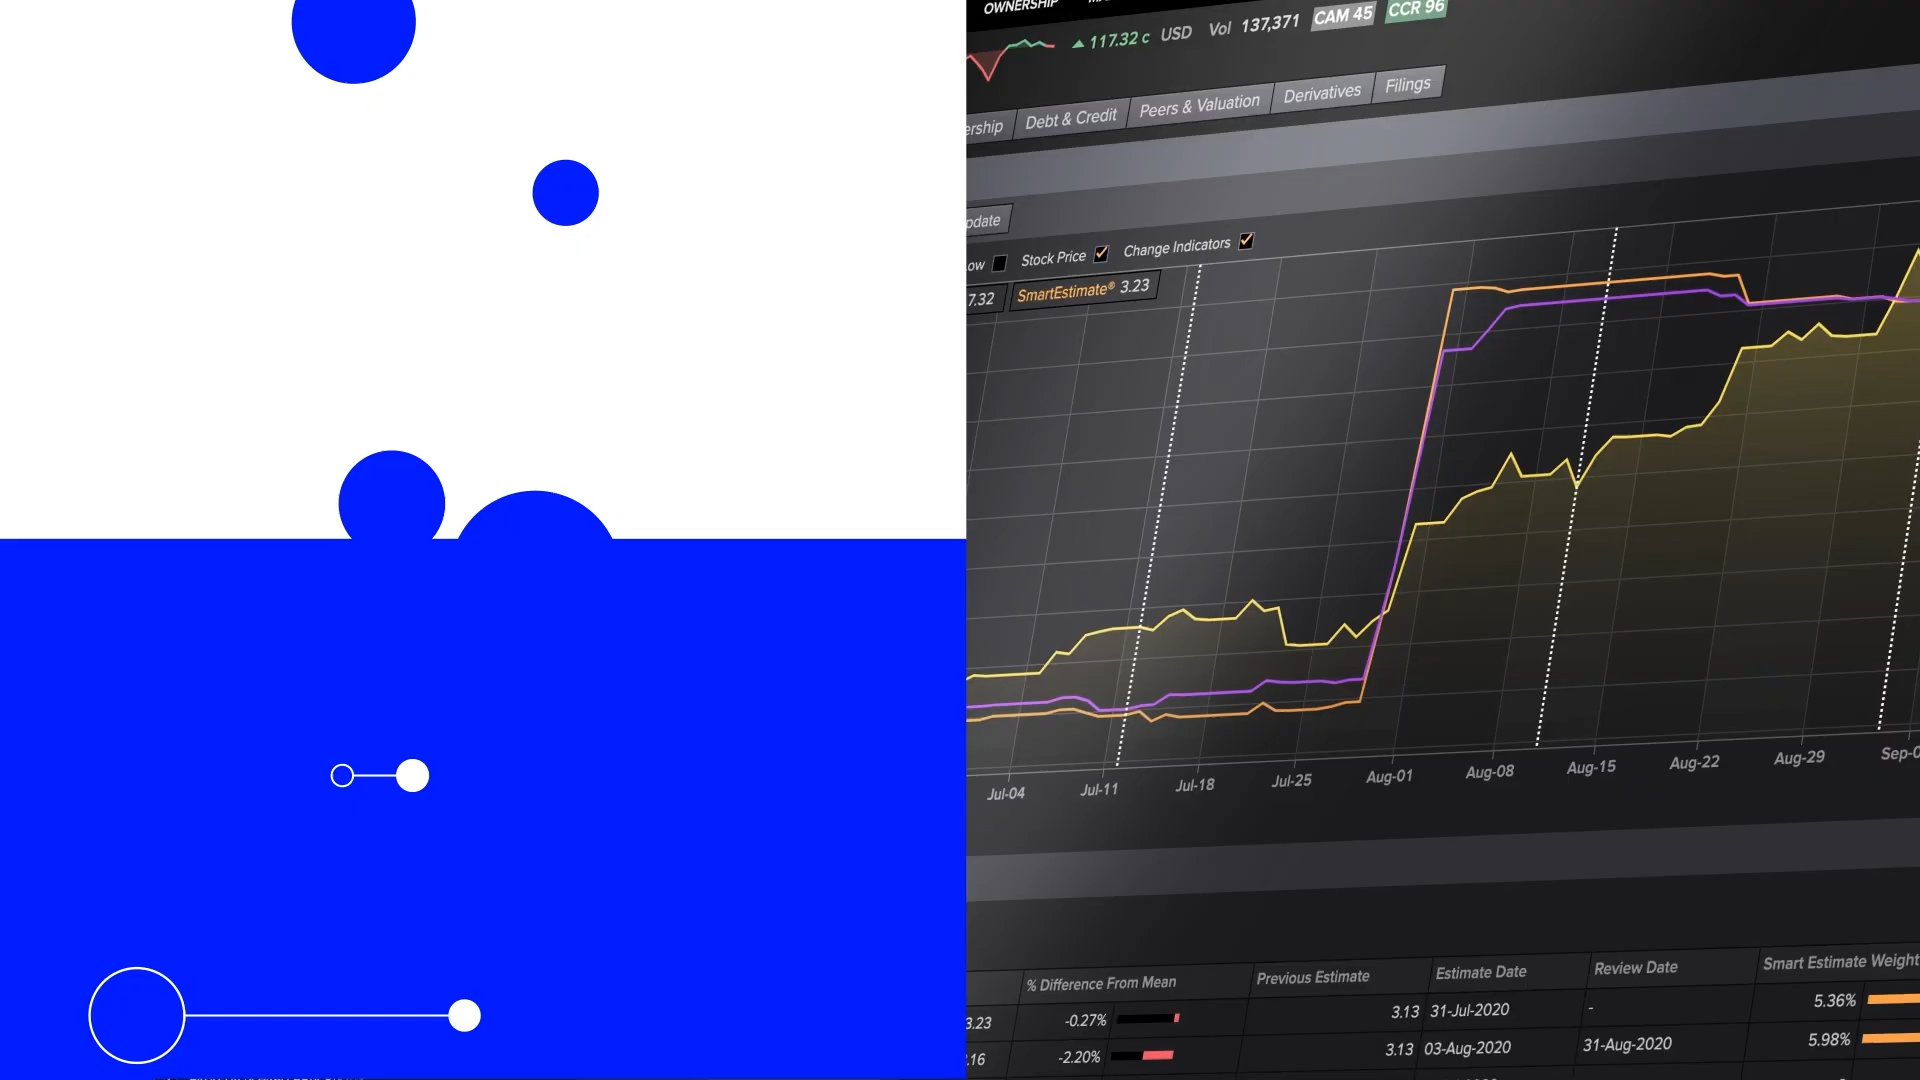 OWNERSHIP
117.32 c USD Vol 137,371 CAM 45 CCR 96
ership Debt & Credit Peers & Valuation Derivatives Filings
pdate
ow Stock Price Change Indicators
7.32 SmartEstimate® 3.23
Jul-04 Jul-11 Jul-18 Jul-25 Aug-01 Aug-08 Aug-15 Aug-22 Aug-29 Sep-0
% Difference From Mean Previous Estimate Estimate Date Review Date Smart Estimate Weight
3.23 -0.27% 3.13 31-Jul-2020 - 5.36%
.16 -2.20% 3.13 03-Aug-2020 31-Aug-2020 5.98%